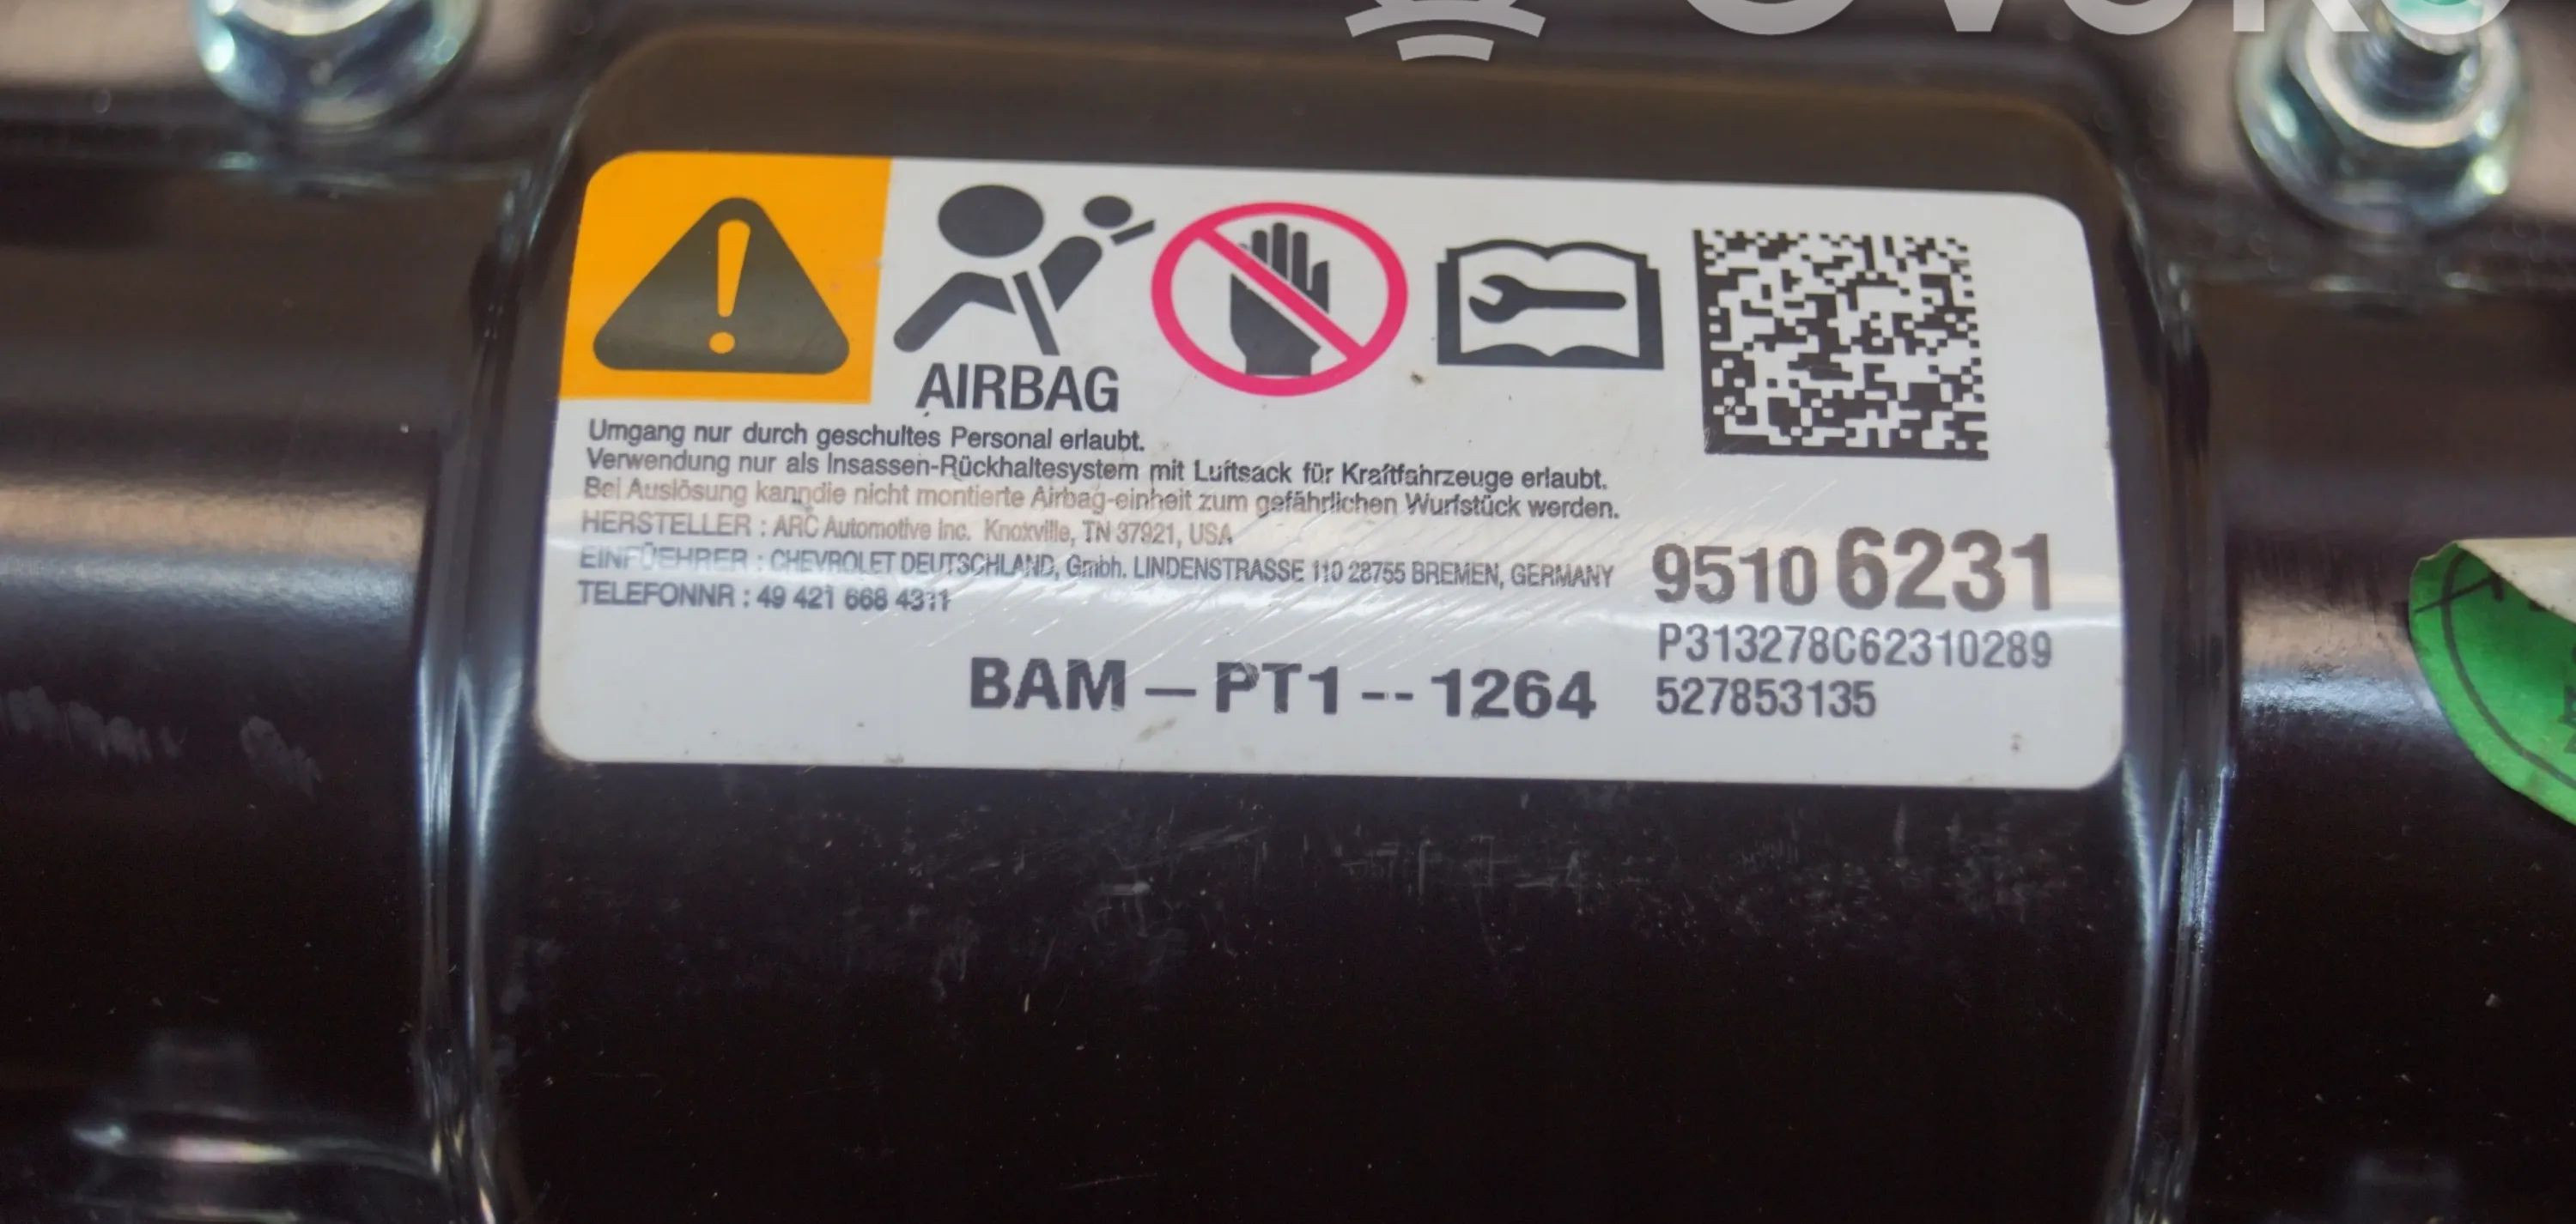 AIRBAG
Umgang nur durch geschultes Personal erlaubt.
Verwendung nur als Insassen-Rückhaltesystem mit Luftsack für Kraftfahrzeuge erlaubt.
Bei Auslösung kanndie nicht montierte Airbag-einheit zum gefährlichen Wurfstück werden.
HERSTELLER : ARC Automotive Inc. Knoxville, TN 37921, USA
EINFÜEHRER : CHEVROLET DEUTSCHLAND, Gmbh. LINDENSTRASSE 110 28755 BREMEN, GERMANY
TELEFONNR : 49 421 668 4311
9510 6231
P313278C62310289
527853135
BAM — PT1 -- 1264